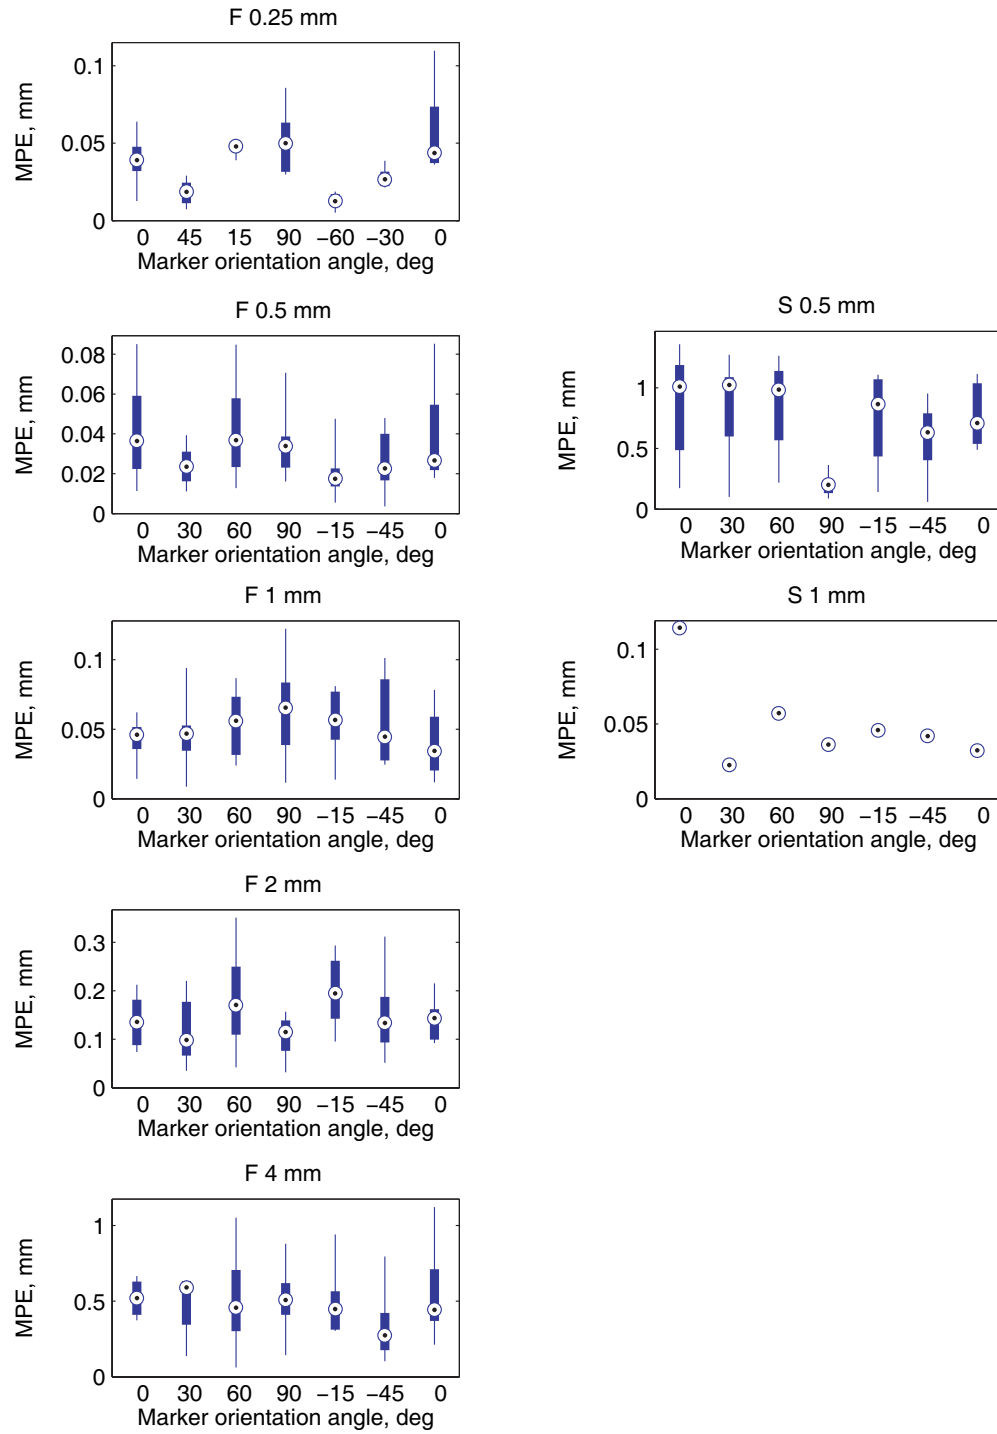 F 0.25 mm
MPE, mm
0.1
0.05
0
0 45 15 90 −60 −30 0
Marker orientation angle, deg
F 0.5 mm
MPE, mm
0.08
0.06
0.04
0.02
0
0 30 60 90 −15 −45 0
Marker orientation angle, deg
S 0.5 mm
MPE, mm
1
0.5
0
0 30 60 90 −15 −45 0
Marker orientation angle, deg
F 1 mm
MPE, mm
0.1
0.05
0
0 30 60 90 −15 −45 0
Marker orientation angle, deg
S 1 mm
MPE, mm
0.1
0.05
0
0 30 60 90 −15 −45 0
Marker orientation angle, deg
F 2 mm
MPE, mm
0.3
0.2
0.1
0
0 30 60 90 −15 −45 0
Marker orientation angle, deg
F 4 mm
MPE, mm
1
0.5
0
0 30 60 90 −15 −45 0
Marker orientation angle, deg